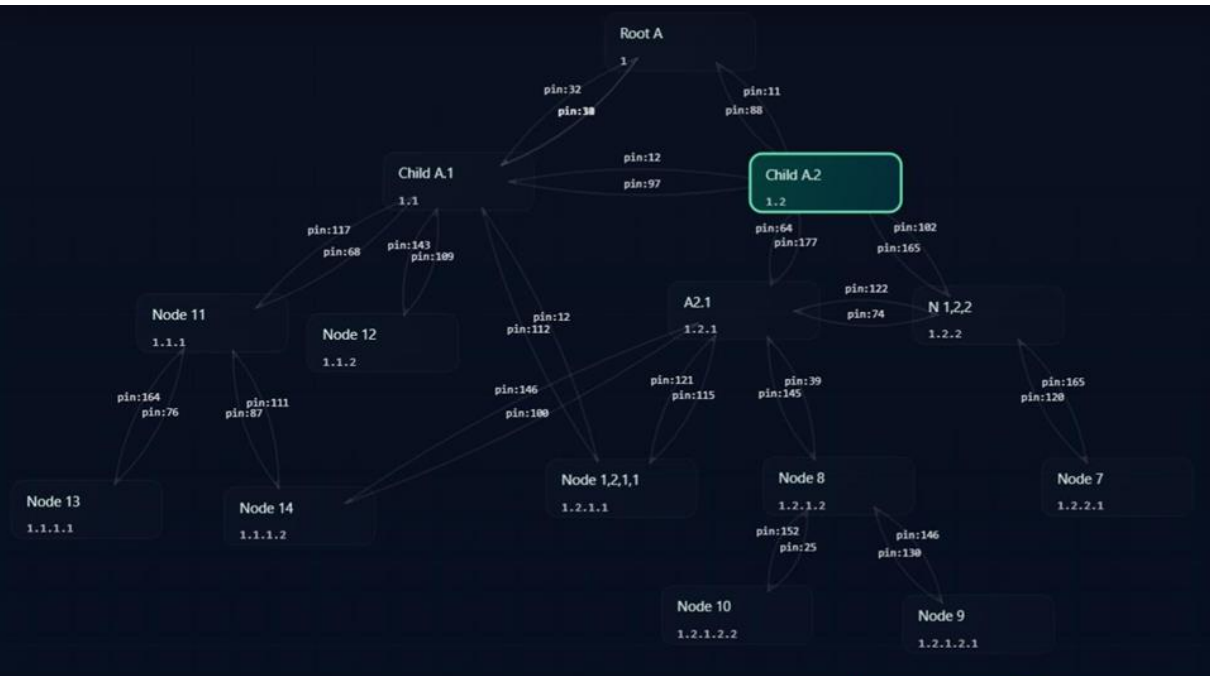 Root A
1
pin:32
pin:11
pin:88
pin:12
pin:97
Child A.1
1.1
Child A.2
1.2
pin:117
pin:68
pin:143
pin:109
pin:64
pin:177
pin:102
pin:165
Node 11
1.1.1
Node 12
1.1.2
pin:12
pin:112
A2.1
1.2.1
pin:122
pin:74
N 1,2,2
1.2.2
pin:164
pin:76
pin:111
pin:87
pin:146
pin:100
pin:121
pin:115
pin:39
pin:145
pin:165
pin:120
Node 13
1.1.1.1
Node 14
1.1.1.2
Node 1,2,1,1
1.2.1.1
Node 8
1.2.1.2
Node 7
1.2.2.1
pin:152
pin:25
pin:146
pin:130
Node 10
1.2.1.2.2
Node 9
1.2.1.2.1